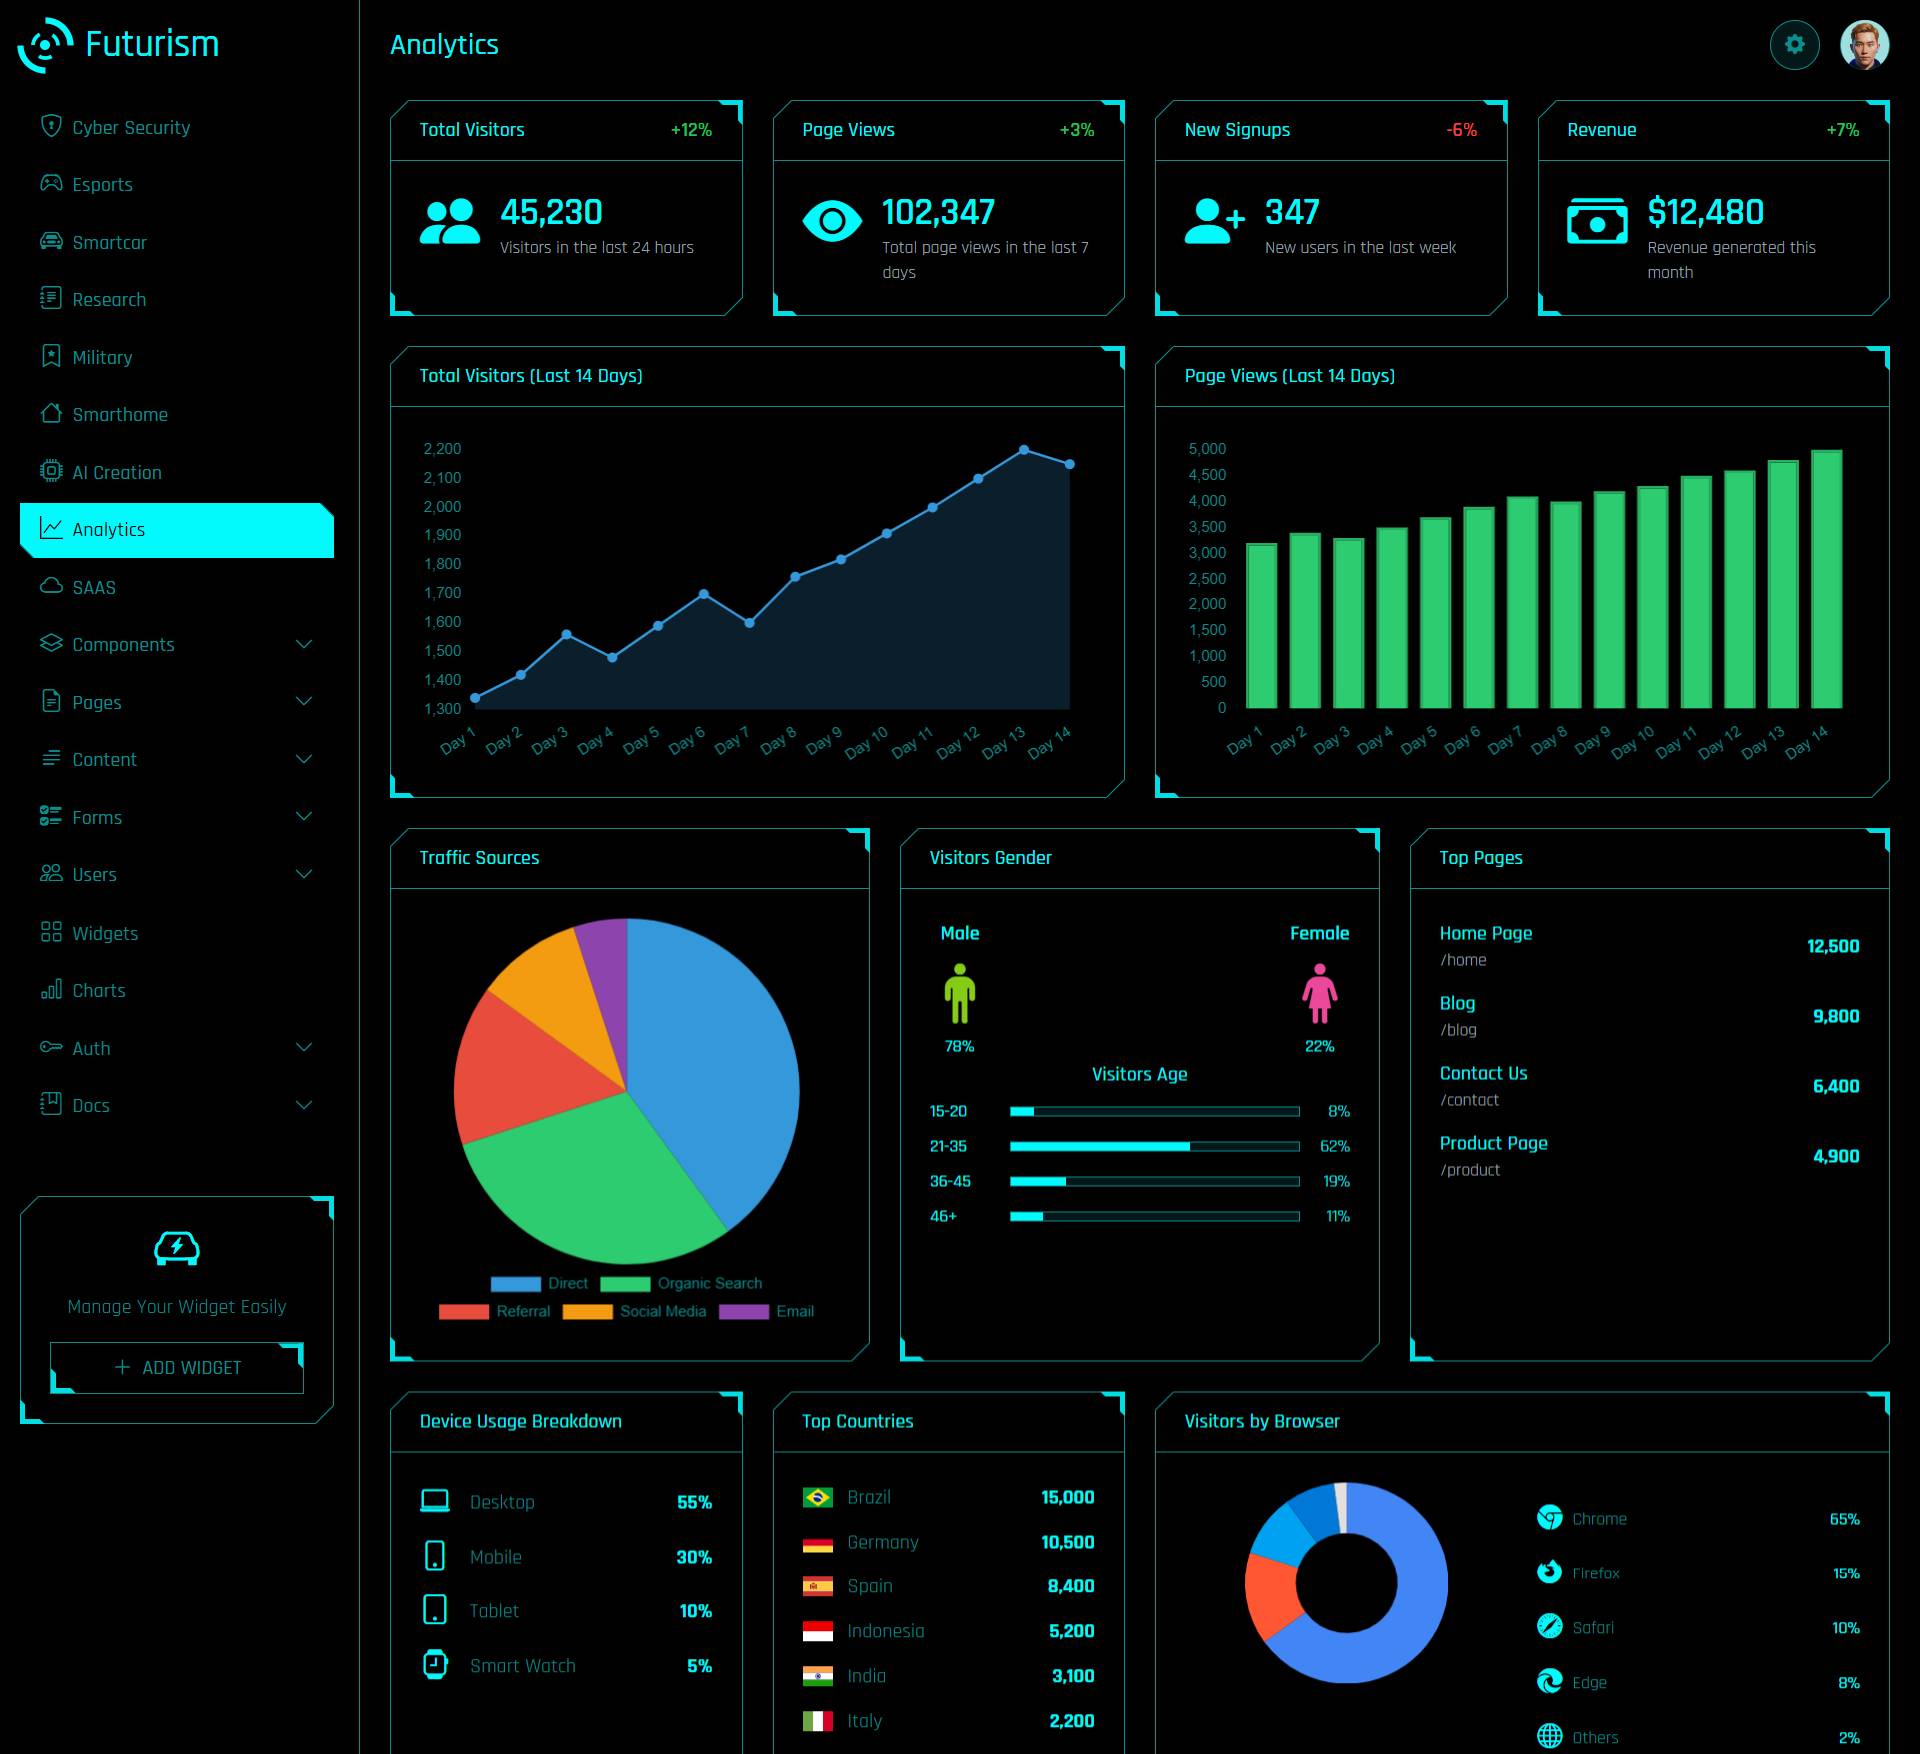 Futurism
Cyber Security
Esports
Smartcar
Research
Military
Smarthome
AI Creation
Analytics
SAAS
Components
Pages
Content
Forms
Users
Widgets
Charts
Auth
Docs
Manage Your Widget Easily
ADD WIDGET
Analytics
Total Visitors +12%
45,230
Visitors in the last 24 hours
Page Views +3%
102,347
Total page views in the last 7
days
New Signups -6%
347
New users in the last week
Revenue +7%
$12,480
Revenue generated this
month
Total Visitors (Last 14 Days)
2,200
2,100
2,000
1,900
1,800
1,700
1,600
1,500
1,400
1,300
Day 1 Day 2 Day 3 Day 4 Day 5 Day 6 Day 7 Day 8 Day 9 Day 10 Day 11 Day 12 Day 13 Day 14
Page Views (Last 14 Days)
5,000
4,500
4,000
3,500
3,000
2,500
2,000
1,500
1,000
500
0
Day 1 Day 2 Day 3 Day 4 Day 5 Day 6 Day 7 Day 8 Day 9 Day 10 Day 11 Day 12 Day 13 Day 14
Traffic Sources
Direct Organic Search
Referral Social Media Email
Visitors Gender
Male Female
78% 22%
Visitors Age
15-20 8%
21-35 62%
36-45 19%
46+ 11%
Top Pages
Home Page
/home
12,500
Blog
/blog
9,800
Contact Us
/contact
6,400
Product Page
/product
4,900
Device Usage Breakdown
Desktop 55%
Mobile 30%
Tablet 10%
Smart Watch 5%
Top Countries
Brazil 15,000
Germany 10,500
Spain 8,400
Indonesia 5,200
India 3,100
Italy 2,200
Visitors by Browser
Chrome 65%
Firefox 15%
Safari 10%
Edge 8%
Others 2%